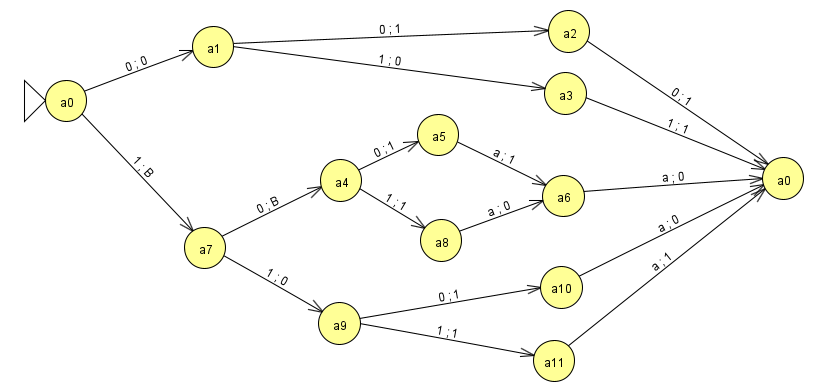 a0
0 ; 0
a1
0 ; 1
a2
1 ; 0
a3
0 ; 1
1 ; 1
1 ; B
a7
0 ; B
a4
0 ; 1
a5
a ; 1
a6
1 ; 1
a8
a ; 0
a ; 0
a0
1 ; 0
a9
0 ; 1
a10
a ; 0
1 ; 1
a11
a ; 1